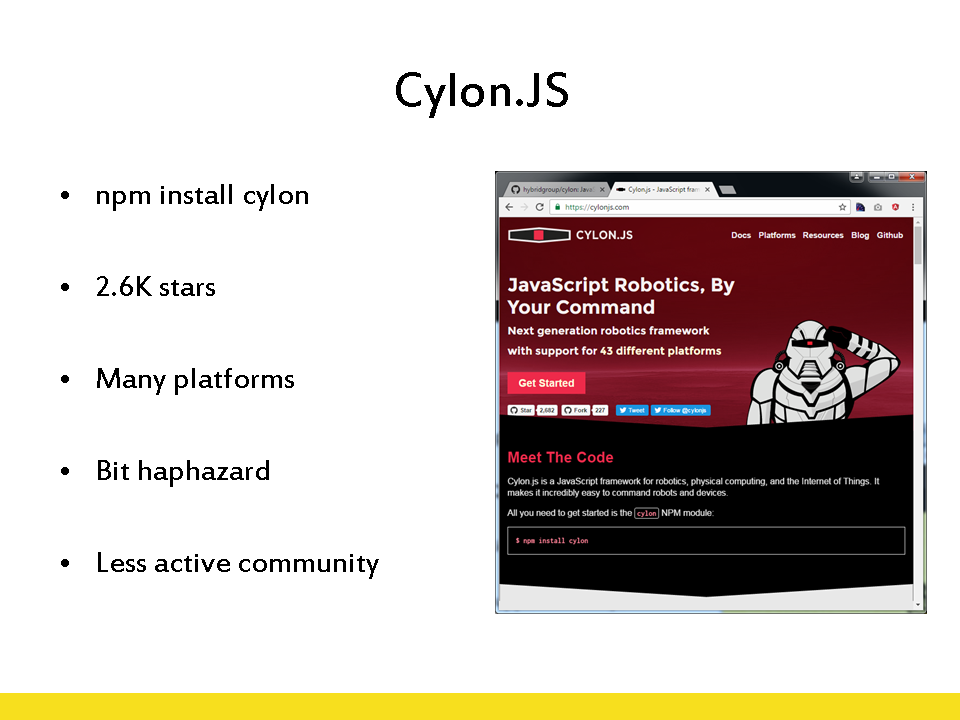 Cylon.JS
• npm install cylon
• 2.6K stars
• Many platforms
• Bit haphazard
• Less active community
hybridgroup/cylon: JavaS
Cylon.js - JavaScript fram
https://cylonjs.com
CYLON.JS
Docs Platforms Resources Blog Github
JavaScript Robotics, By
Your Command
Next generation robotics framework
with support for 43 different platforms
Get Started
Star 2,682 Fork 227 Tweet Follow @cylonjs
Meet The Code
Cylon.js is a JavaScript framework for robotics, physical computing, and the Internet of Things. It
makes it incredibly easy to command robots and devices.
All you need to get started is the cylon NPM module:
$ npm install cylon